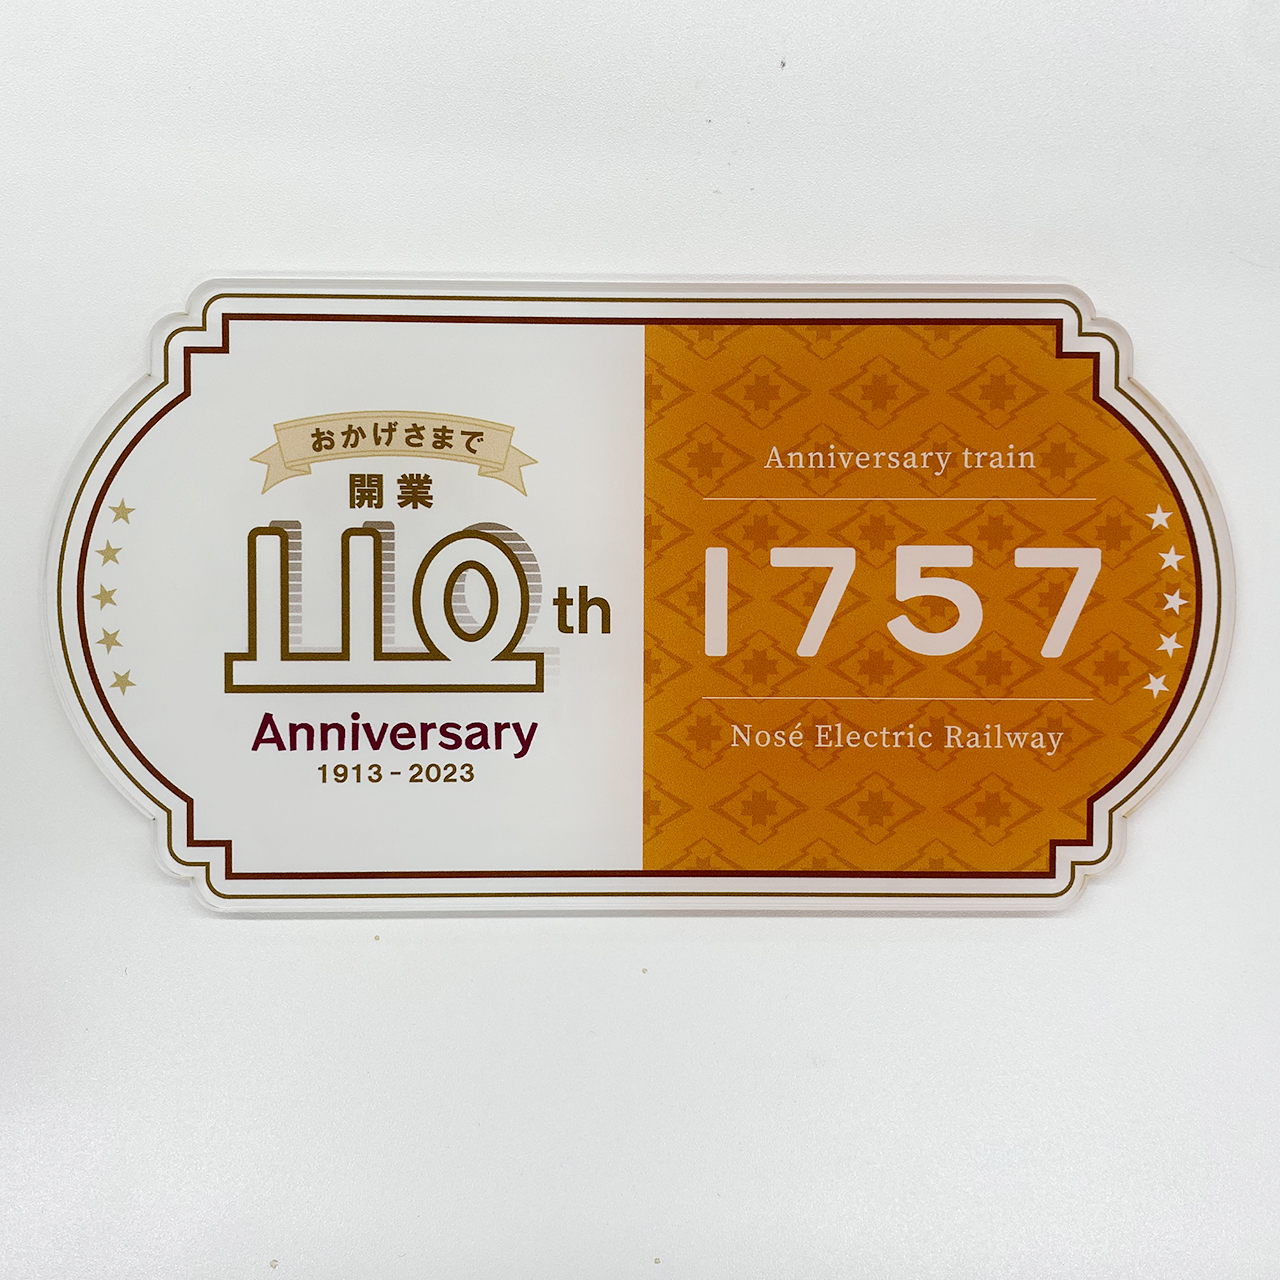 おかげさまで
開業
110th
Anniversary
1913-2023
Anniversary train
1757
Nosé Electric Railway